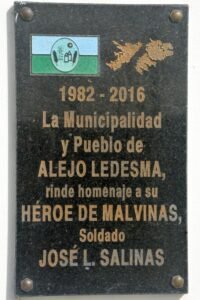 1982 - 2016
La Municipalidad
y Pueblo de
ALEJO LEDESMA,
rinde homenaje a su
HÉROE DE MALVINAS,
Soldado
JOSÉ L. SALINAS